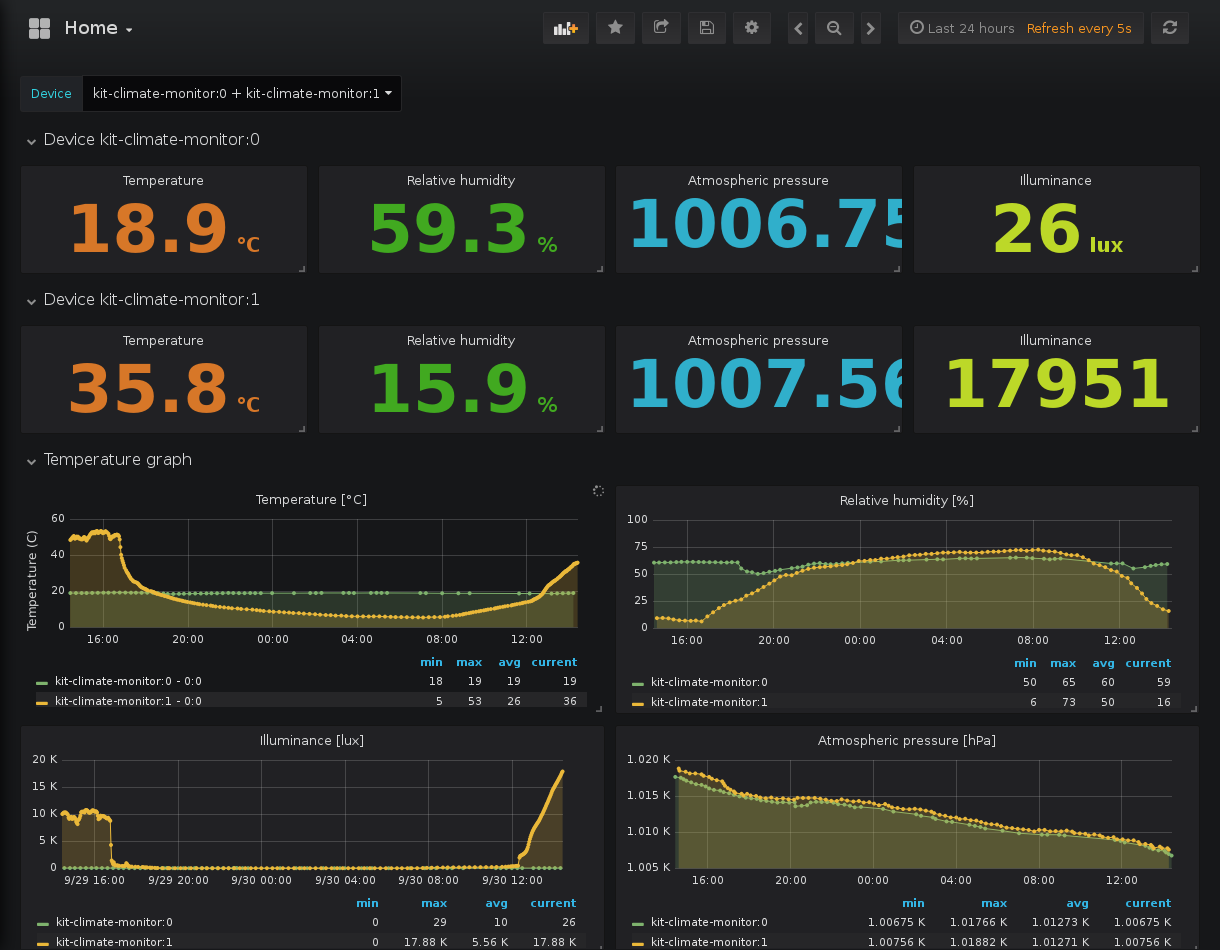 Home
Last 24 hours Refresh every 5s
Device kit-climate-monitor:0 + kit-climate-monitor:1
Device kit-climate-monitor:0
Temperature Relative humidity Atmospheric pressure Illuminance
18.9 °C 59.3 % 1006.75 26 lux
Device kit-climate-monitor:1
Temperature Relative humidity Atmospheric pressure Illuminance
35.8 °C 15.9 % 1007.56 17951
Temperature graph
Temperature [°C]
Temperature (C)
60
40
20
0
16:00 20:00 00:00 04:00 08:00 12:00
min max avg current
kit-climate-monitor:0 - 0:0 18 19 19 19
kit-climate-monitor:1 - 0:0 5 53 26 36
Relative humidity [%]
100
75
50
25
0
16:00 20:00 00:00 04:00 08:00 12:00
min max avg current
kit-climate-monitor:0 50 65 60 59
kit-climate-monitor:1 6 73 50 16
Illuminance [lux]
20 K
15 K
10 K
5 K
0
9/29 16:00 9/29 20:00 9/30 00:00 9/30 04:00 9/30 08:00 9/30 12:00
min max avg current
kit-climate-monitor:0 0 29 10 26
kit-climate-monitor:1 0 17.88 K 5.56 K 17.88 K
Atmospheric pressure [hPa]
1.020 K
1.015 K
1.010 K
1.005 K
16:00 20:00 00:00 04:00 08:00 12:00
min max avg current
kit-climate-monitor:0 1.00675 K 1.01766 K 1.01273 K 1.00675 K
kit-climate-monitor:1 1.00756 K 1.01882 K 1.01271 K 1.00756 K